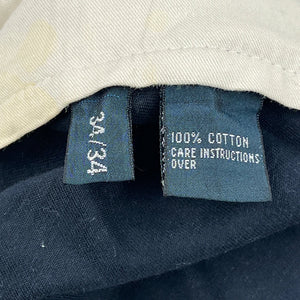 34/34
100% COTTON
CARE INSTRUCTIONS
OVER